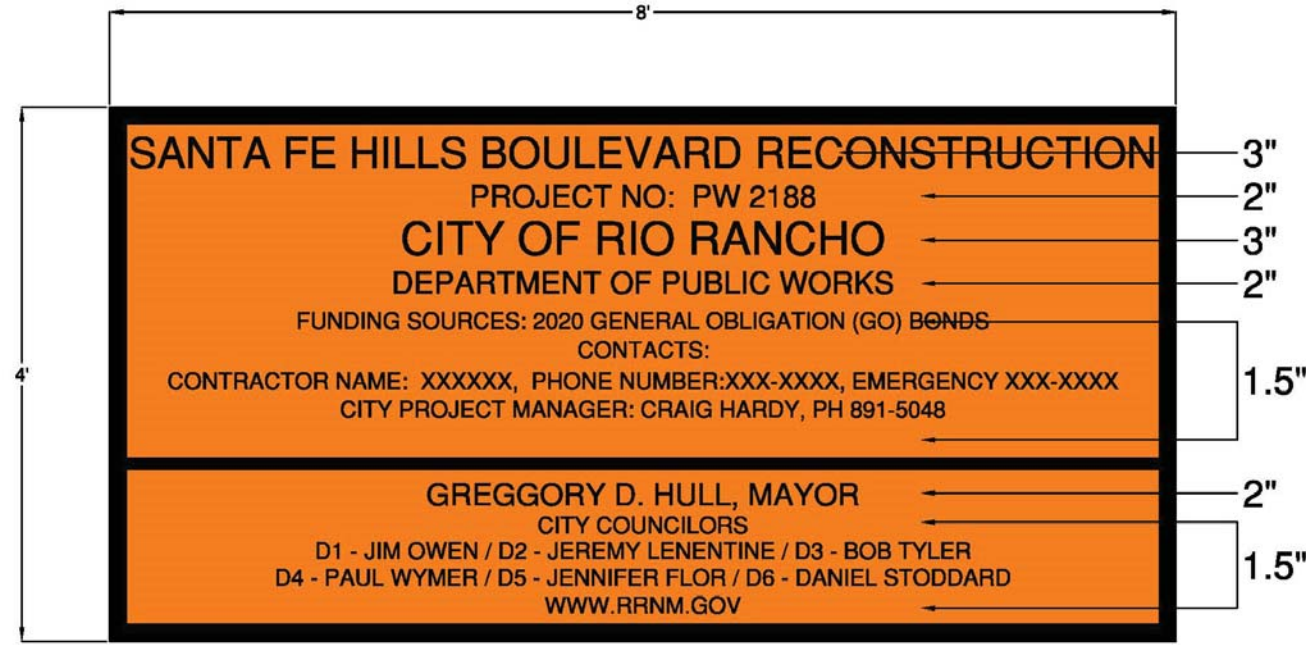 8'
SANTA FE HILLS BOULEVARD RECONSTRUCTION 3"
PROJECT NO: PW 2188 2"
CITY OF RIO RANCHO 3"
DEPARTMENT OF PUBLIC WORKS 2"
FUNDING SOURCES: 2020 GENERAL OBLIGATION (GO) BONDS
CONTACTS:
4'
CONTRACTOR NAME: XXXXXX, PHONE NUMBER:XXX-XXXX, EMERGENCY XXX-XXXX 1.5"
CITY PROJECT MANAGER: CRAIG HARDY, PH 891-5048
GREGGORY D. HULL, MAYOR 2"
CITY COUNCILORS
D1 - JIM OWEN / D2 - JEREMY LENENTINE / D3 - BOB TYLER
1.5"
D4 - PAUL WYMER / D5 - JENNIFER FLOR / D6 - DANIEL STODDARD
WWW.RRNM.GOV